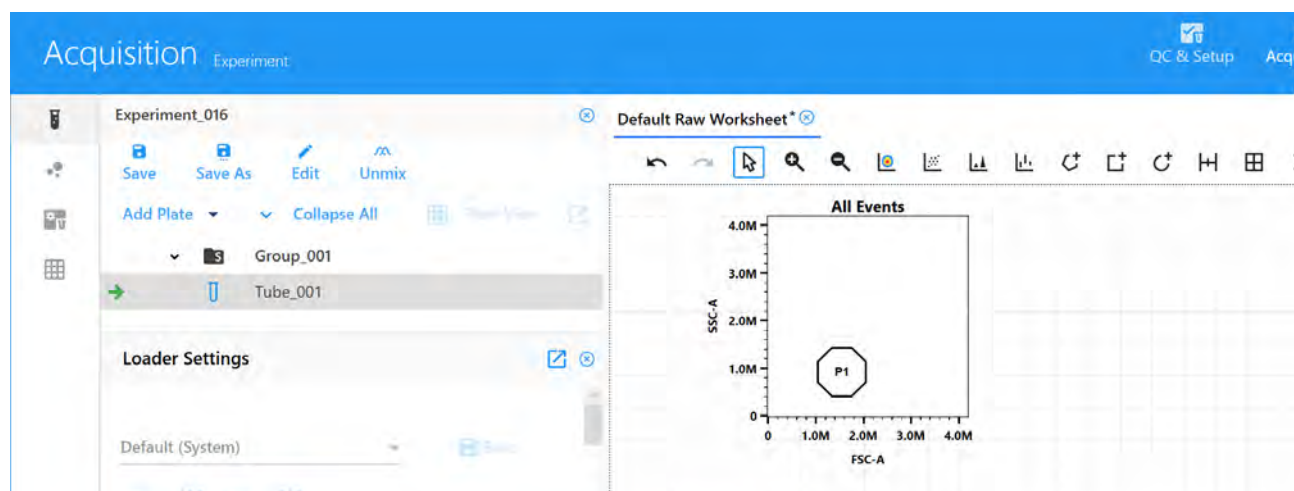 Acquisition Experiment
QC & Setup
Acq
Experiment_016
Save
Save As
Edit
Unmix
Add Plate
Collapse All
Group_001
Tube_001
Loader Settings
Default (System)
Save
Default Raw Worksheet*
All Events
4.0M
3.0M
2.0M
1.0M
0
SSC-A
P1
0 1.0M 2.0M 3.0M 4.0M
FSC-A